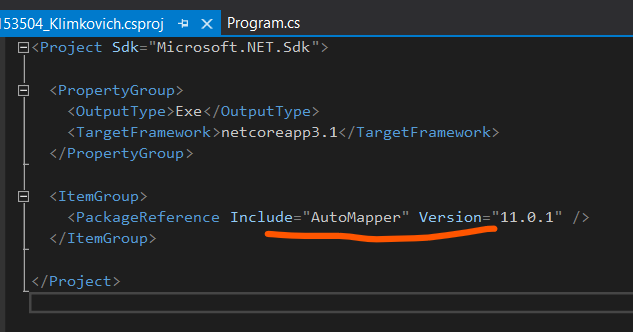 153504_Klimkovich.csproj Program.cs
<Project Sdk="Microsoft.NET.Sdk">
<PropertyGroup>
<OutputType>Exe</OutputType>
<TargetFramework>netcoreapp3.1</TargetFramework>
</PropertyGroup>
<ItemGroup>
<PackageReference Include="AutoMapper" Version="11.0.1" />
</ItemGroup>
</Project>